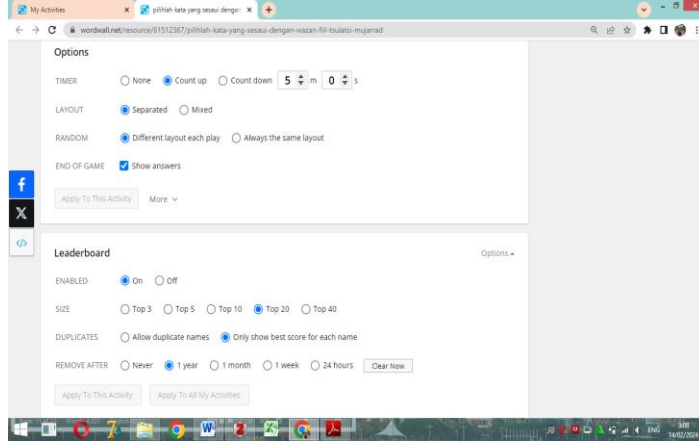 My Activities
pilihlah kata yang sesuai dengan
wordwall.net/resource/61512367/pilihlah-kata-yang-sesuai-dengan-wazan-fiil-tsulatsi-mujarrad
Options
TIMER None Count up Count down 5 m 0 s
LAYOUT Separated Mixed
RANDOM Different layout each play Always the same layout
END OF GAME Show answers
Apply To This Activity More
Leaderboard Options
ENABLED On Off
SIZE Top 3 Top 5 Top 10 Top 20 Top 40
DUPLICATES Allow duplicate names Only show best score for each name
REMOVE AFTER Never 1 year 1 month 1 week 24 hours Clear Now
Apply To This Activity Apply To All My Activities
ENG
14/02/2024